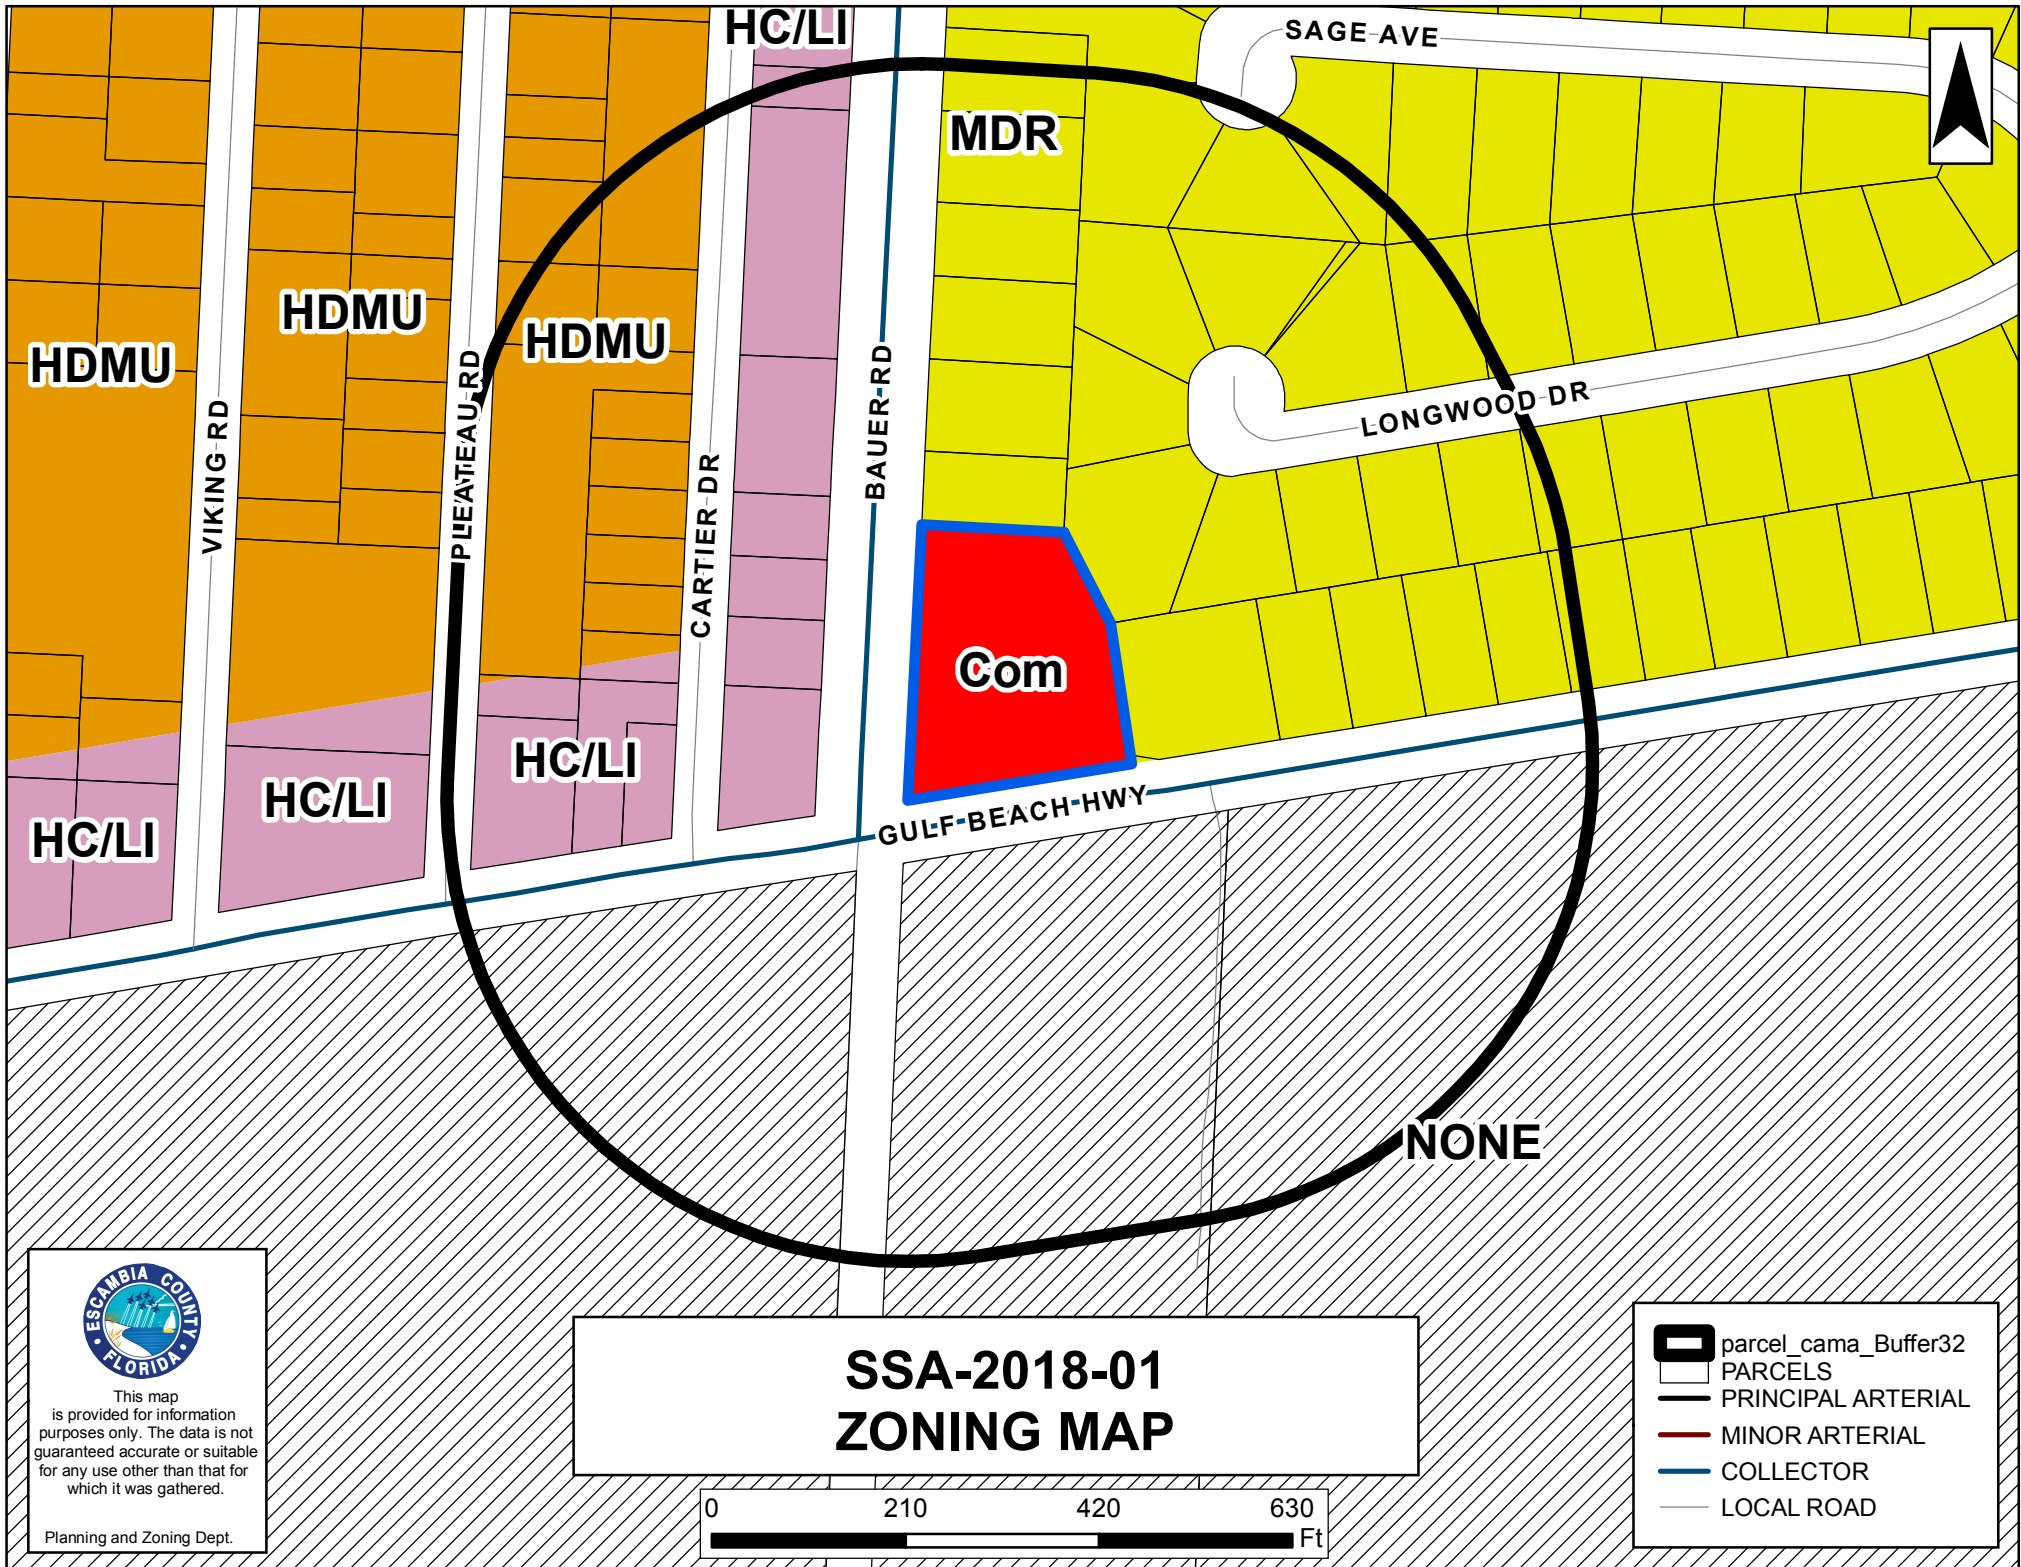 HC/LI
SAGE AVE
MDR
HDMU
HDMU
HDMU
VIKING RD
PLEATEAU RD
CARTIER DR
BAUER RD
LONGWOOD DR
Com
HC/LI
HC/LI
HC/LI
GULF BEACH HWY
NONE
ESCAMBIA COUNTY
FLORIDA
This map
is provided for information
purposes only. The data is not
guaranteed accurate or suitable
for any use other than that for
which it was gathered.
Planning and Zoning Dept.
SSA-2018-01
ZONING MAP
0 210 420 630
Ft
parcel_cama_Buffer32
PARCELS
PRINCIPAL ARTERIAL
MINOR ARTERIAL
COLLECTOR
LOCAL ROAD